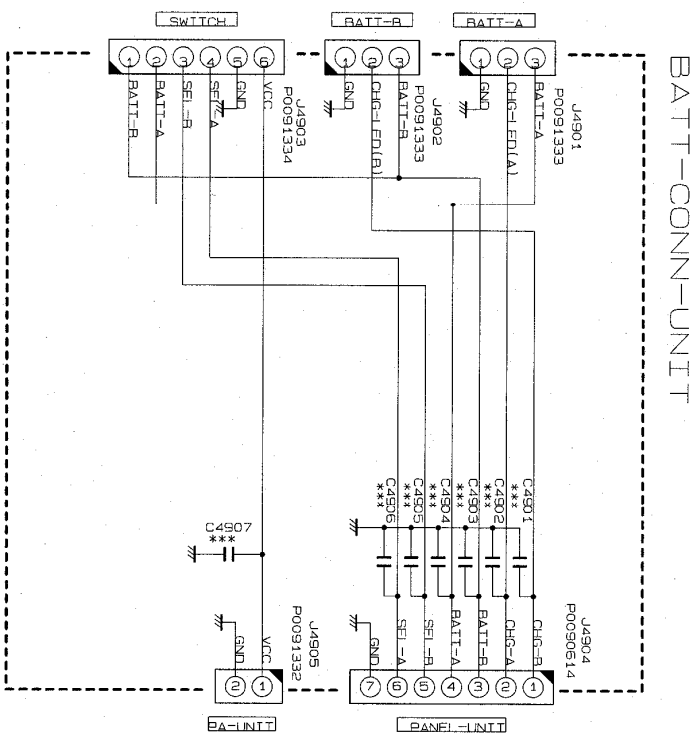 BATT-CONN-UNIT
SWITCH
BATT-B
BATT-A
1 2 3 4 5 6
1 2 3
1 2 3
BATT-B
BATT-A
SEL-B
SEL-A
GND
VCC
J4903
P0091334
GND
CHG-LED(B)
BATT-B
J4902
P0091333
GND
CHG-LED(A)
BATT-A
J4901
P0091333
C4906
***
C4905
***
C4904
***
C4903
***
C4902
***
C4901
***
C4907
***
GND
VCC
J4905
P0091332
GND
SEL-A
SEL-B
BATT-A
BATT-B
CHG-A
CHG-B
J4904
P0090614
2 1
7 6 5 4 3 2 1
PA-UNIT
PANEL-UNIT